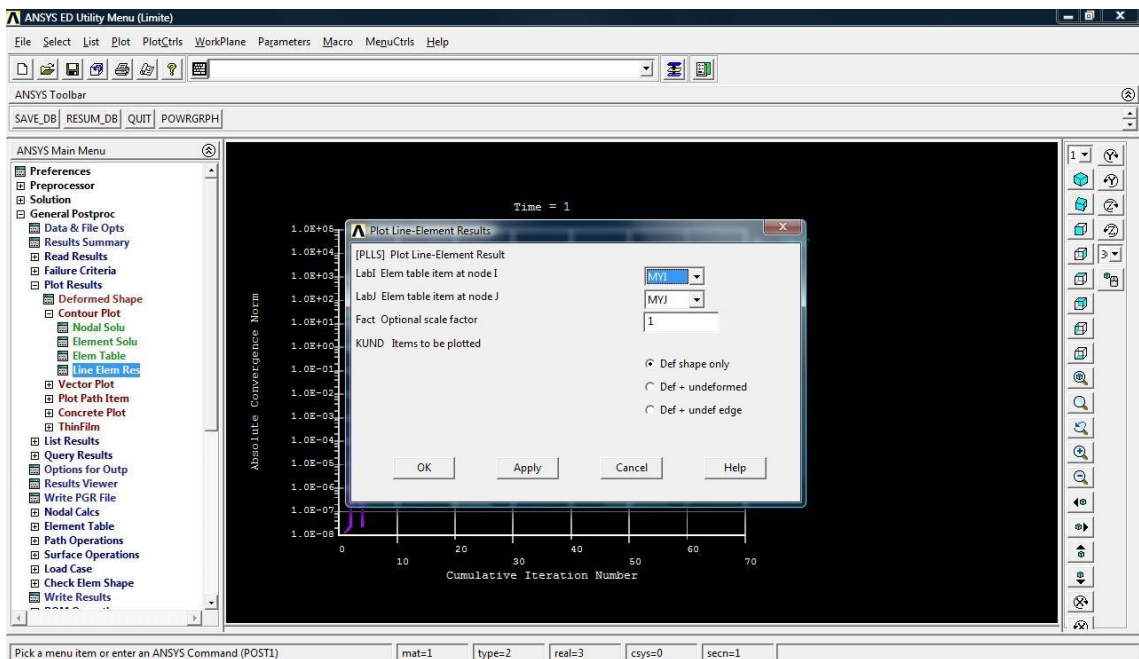 ANSYS ED Utility Menu (Limite)
File Select List Plot PlotCtrls WorkPlane Parameters Macro MenuCtrls Help
ANSYS Toolbar
SAVE_DB RESUM_DB QUIT POWRGRPH
ANSYS Main Menu
Preferences
Preprocessor
Solution
General Postproc
Data & File Opts
Results Summary
Read Results
Failure Criteria
Plot Results
Deformed Shape
Contour Plot
Nodal Solu
Element Solu
Elem Table
Line Elem Res
Vector Plot
Plot Path Item
Concrete Plot
ThinFilm
List Results
Query Results
Options for Outp
Results Viewer
Write PGR File
Nodal Calcs
Element Table
Path Operations
Surface Operations
Load Case
Check Elem Shape
Write Results
Time = 1
Absolute Convergence Norm
1.0E+05
1.0E+04
1.0E+03
1.0E+02
1.0E+01
1.0E+00
1.0E-01
1.0E-02
1.0E-03
1.0E-04
1.0E-05
1.0E-06
1.0E-07
1.0E-08
0 20 40 60
10 30 50 70
Cumulative Iteration Number
Plot Line-Element Results
[PLLS] Plot Line-Element Result
LabI Elem table item at node I MYI
LabJ Elem table item at node J MYJ
Fact Optional scale factor 1
KUND Items to be plotted
Def shape only
Def + undeformed
Def + undef edge
OK Apply Cancel Help
1
Pick a menu item or enter an ANSYS Command (POST1) mat=1 type=2 real=3 csys=0 secn=1